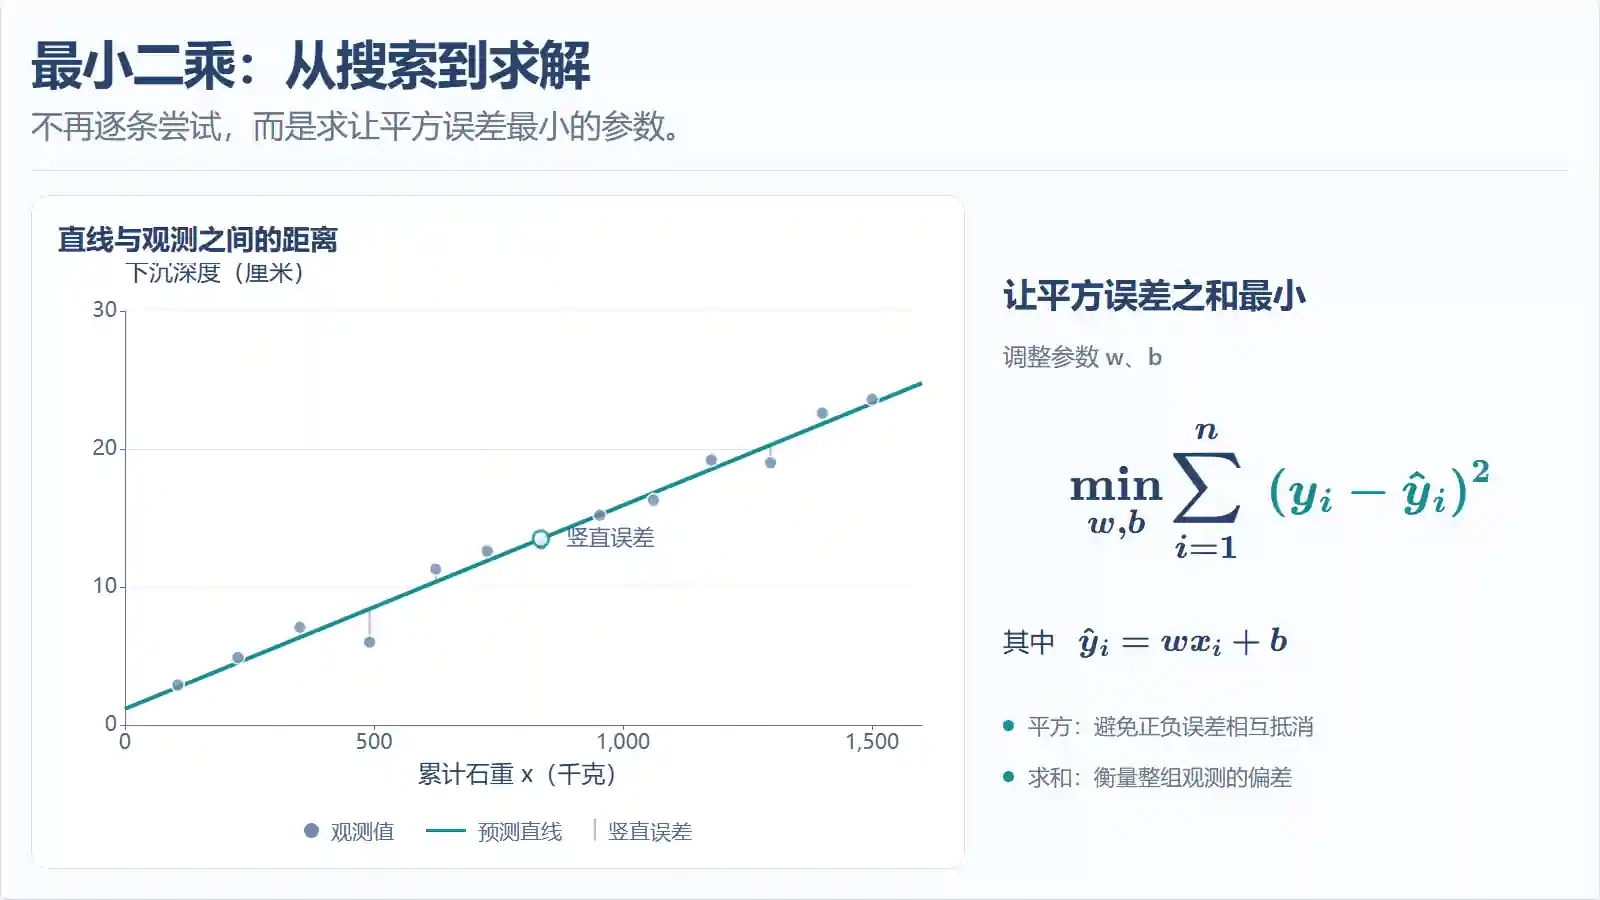 最小二乘：从搜索到求解
不再逐条尝试，而是求让平方误差最小的参数。
直线与观测之间的距离
下沉深度（厘米）
30
20
10
0
竖直误差
0 500 1,000 1,500
累计石重 x（千克）
观测值 预测直线 竖直误差
让平方误差之和最小
调整参数 w、b
min_{w,b} \sum_{i=1}^{n} (y_i − ŷ_i)^2
其中 ŷ_i = wx_i + b
平方：避免正负误差相互抵消
求和：衡量整组观测的偏差